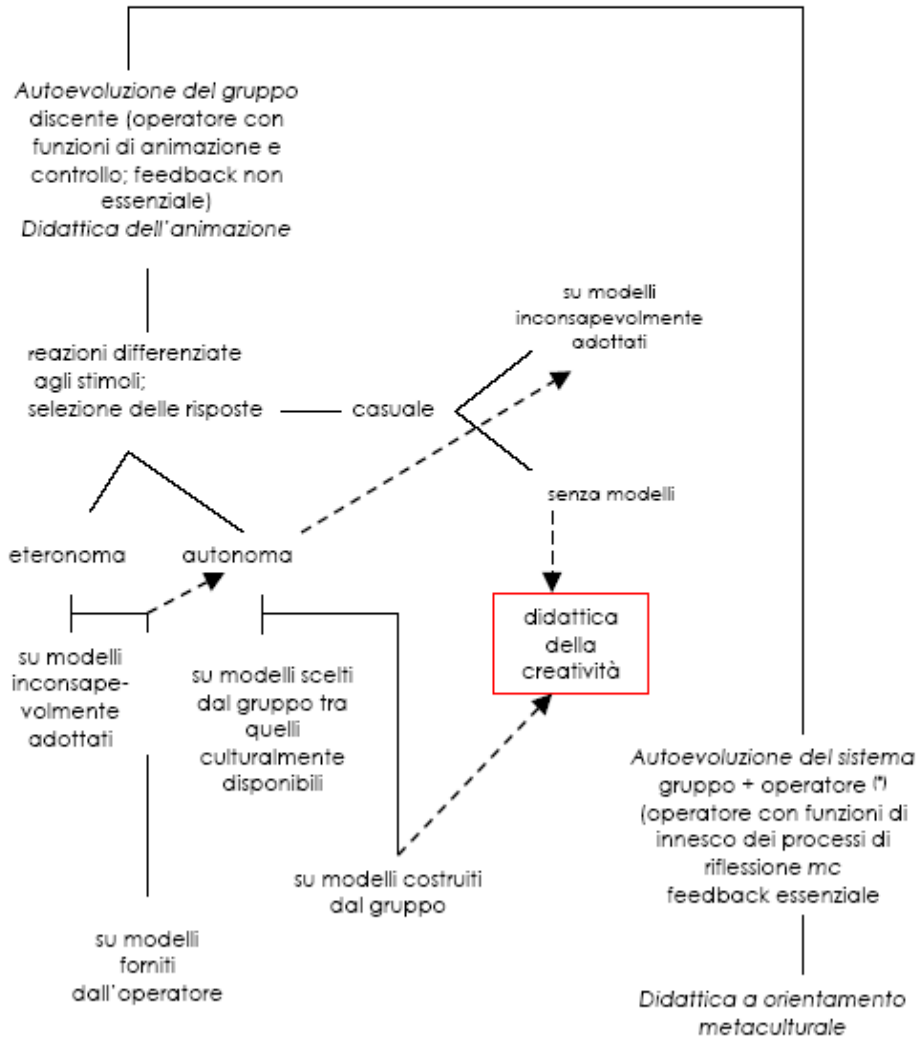 Autoevoluzione del gruppo
discente (operatore con
funzioni di animazione e
controllo; feedback non
essenziale)
Didattica dell'animazione
su modelli
inconsapevolmente
adottati
reazioni differenziate
agli stimoli;
selezione delle risposte
casuale
senza modelli
eteronoma
autonoma
didattica
della
creatività
su modelli
inconsape-
volmente
adottati
su modelli scelti
dal gruppo tra
quelli
culturalmente
disponibili
su modelli costruiti
dal gruppo
su modelli
forniti
dall'operatore
Autoevoluzione del sistema
gruppo + operatore (*)
(operatore con funzioni di
innesco dei processi di
riflessione mc
feedback essenziale
Didattica a orientamento
metaculturale